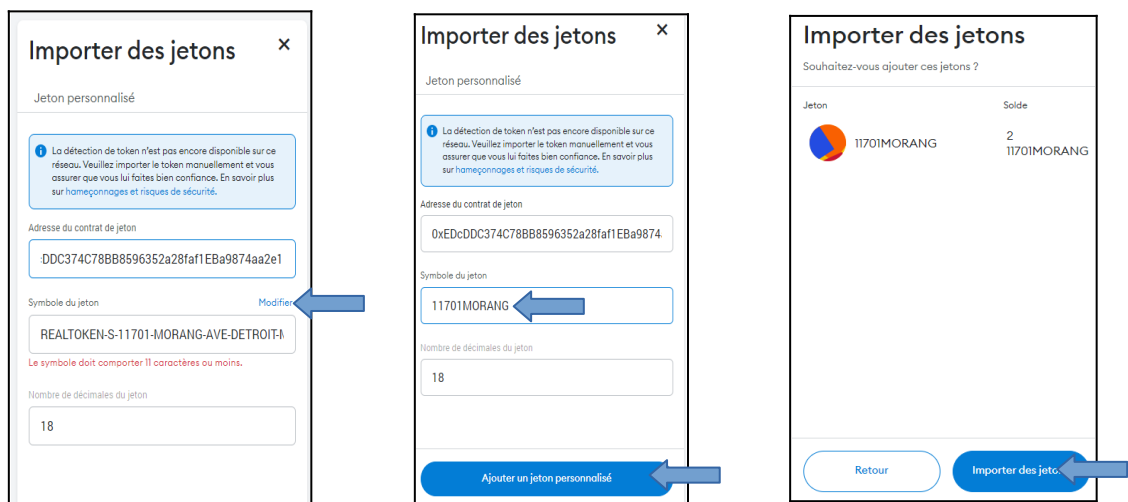 Importer des jetons ×
Jeton personnalisé
La détection de token n'est pas encore disponible sur ce
réseau. Veuillez importer le token manuellement et vous
assurer que vous lui faites bien confiance. En savoir plus
sur hameçonnages et risques de sécurité.
Adresse du contrat de jeton
DDC374C78BB8596352a28faf1EBa9874aa2e1
Symbole du jeton Modifier
REALTOKEN-S-11701-MORANG-AVE-DETROIT-
Le symbole doit comporter 11 caractères ou moins.
Nombre de décimales du jeton
18
Importer des jetons ×
Jeton personnalisé
La détection de token n'est pas encore disponible sur ce
réseau. Veuillez importer le token manuellement et vous
assurer que vous lui faites bien confiance. En savoir plus
sur hameçonnages et risques de sécurité.
Adresse du contrat de jeton
0xEDcDDC374C78BB8596352a28faf1EBa9874
Symbole du jeton
11701MORANG
Nombre de décimales du jeton
18
Ajouter un jeton personnalisé
Importer des jetons
Souhaitez-vous ajouter ces jetons ?
Jeton Solde
11701MORANG 2
11701MORANG
Retour Importer des jeto